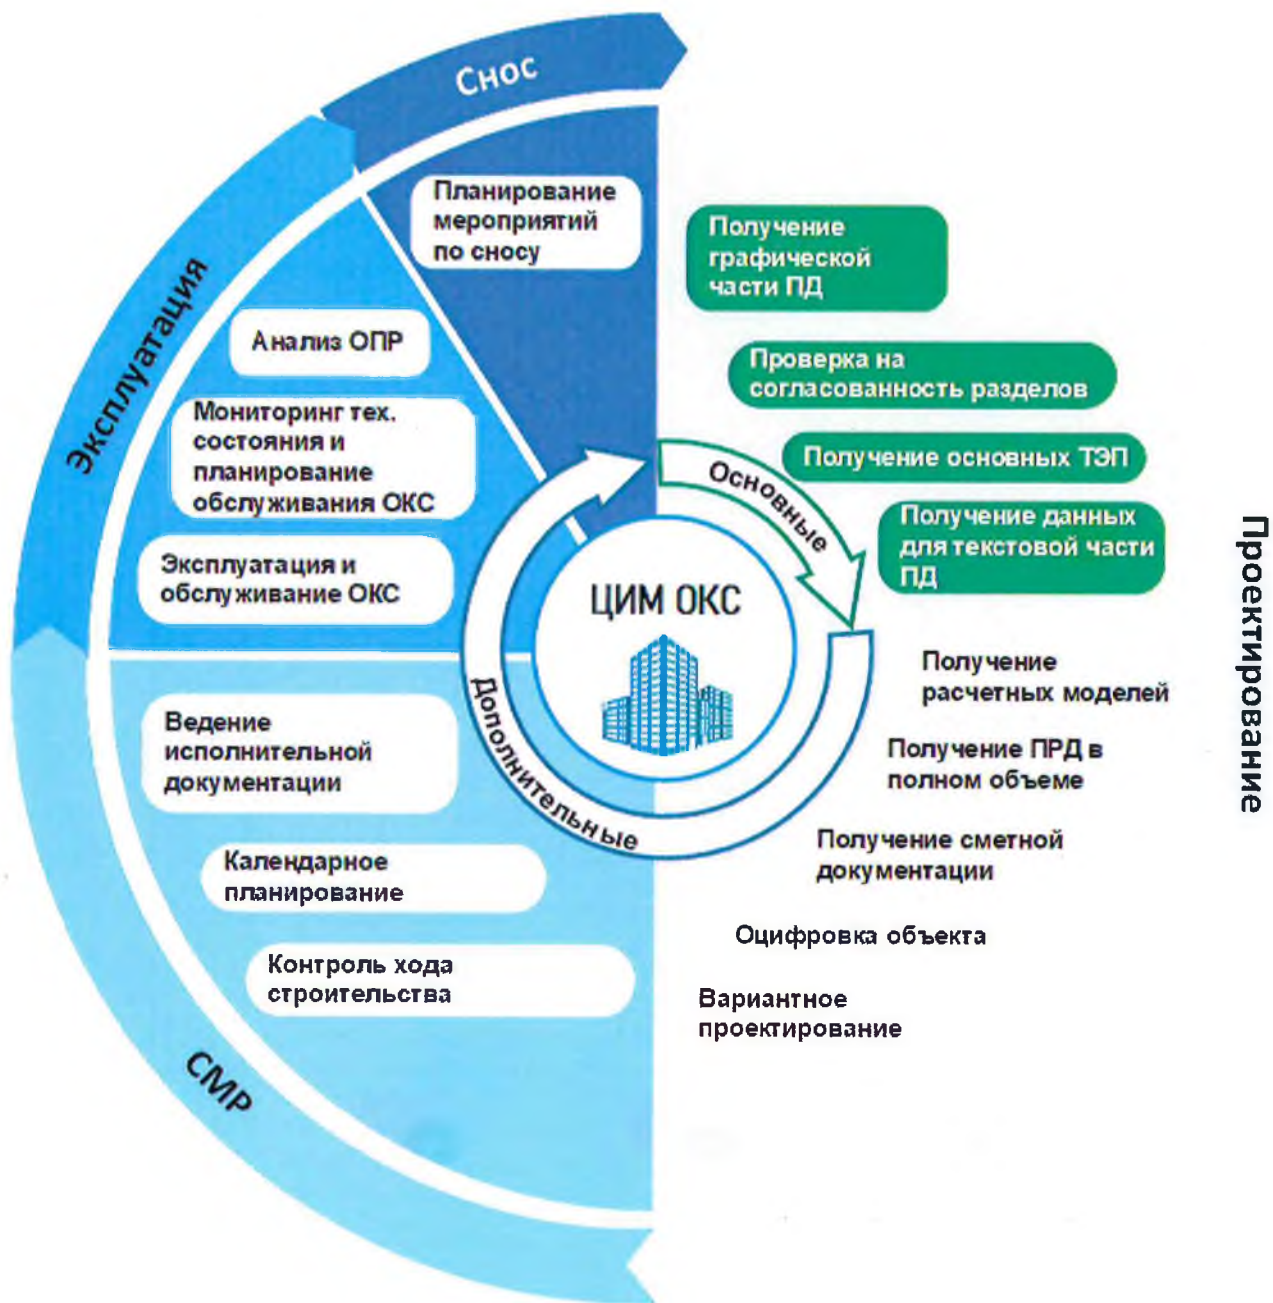 Снос
Планирование
мероприятий
по сносу
Получение
графической
части ПД
Проверка на
согласованность разделов
Получение основных ТЭП
Получение данных
для текстовой части
ПД
Основные
Проектирование
Эксплуатация
Анализ ОПР
Мониторинг тех.
состояния и
планирование
обслуживания ОКС
Эксплуатация и
обслуживание ОКС
ЦИМ ОКС
Получение
расчетных моделей
Получение ПРД в
полном объеме
Получение сметной
документации
Оцифровка объекта
Вариантное
проектирование
Дополнительные
Ведение
исполнительной
документации
Календарное
планирование
Контроль хода
строительства
СМР